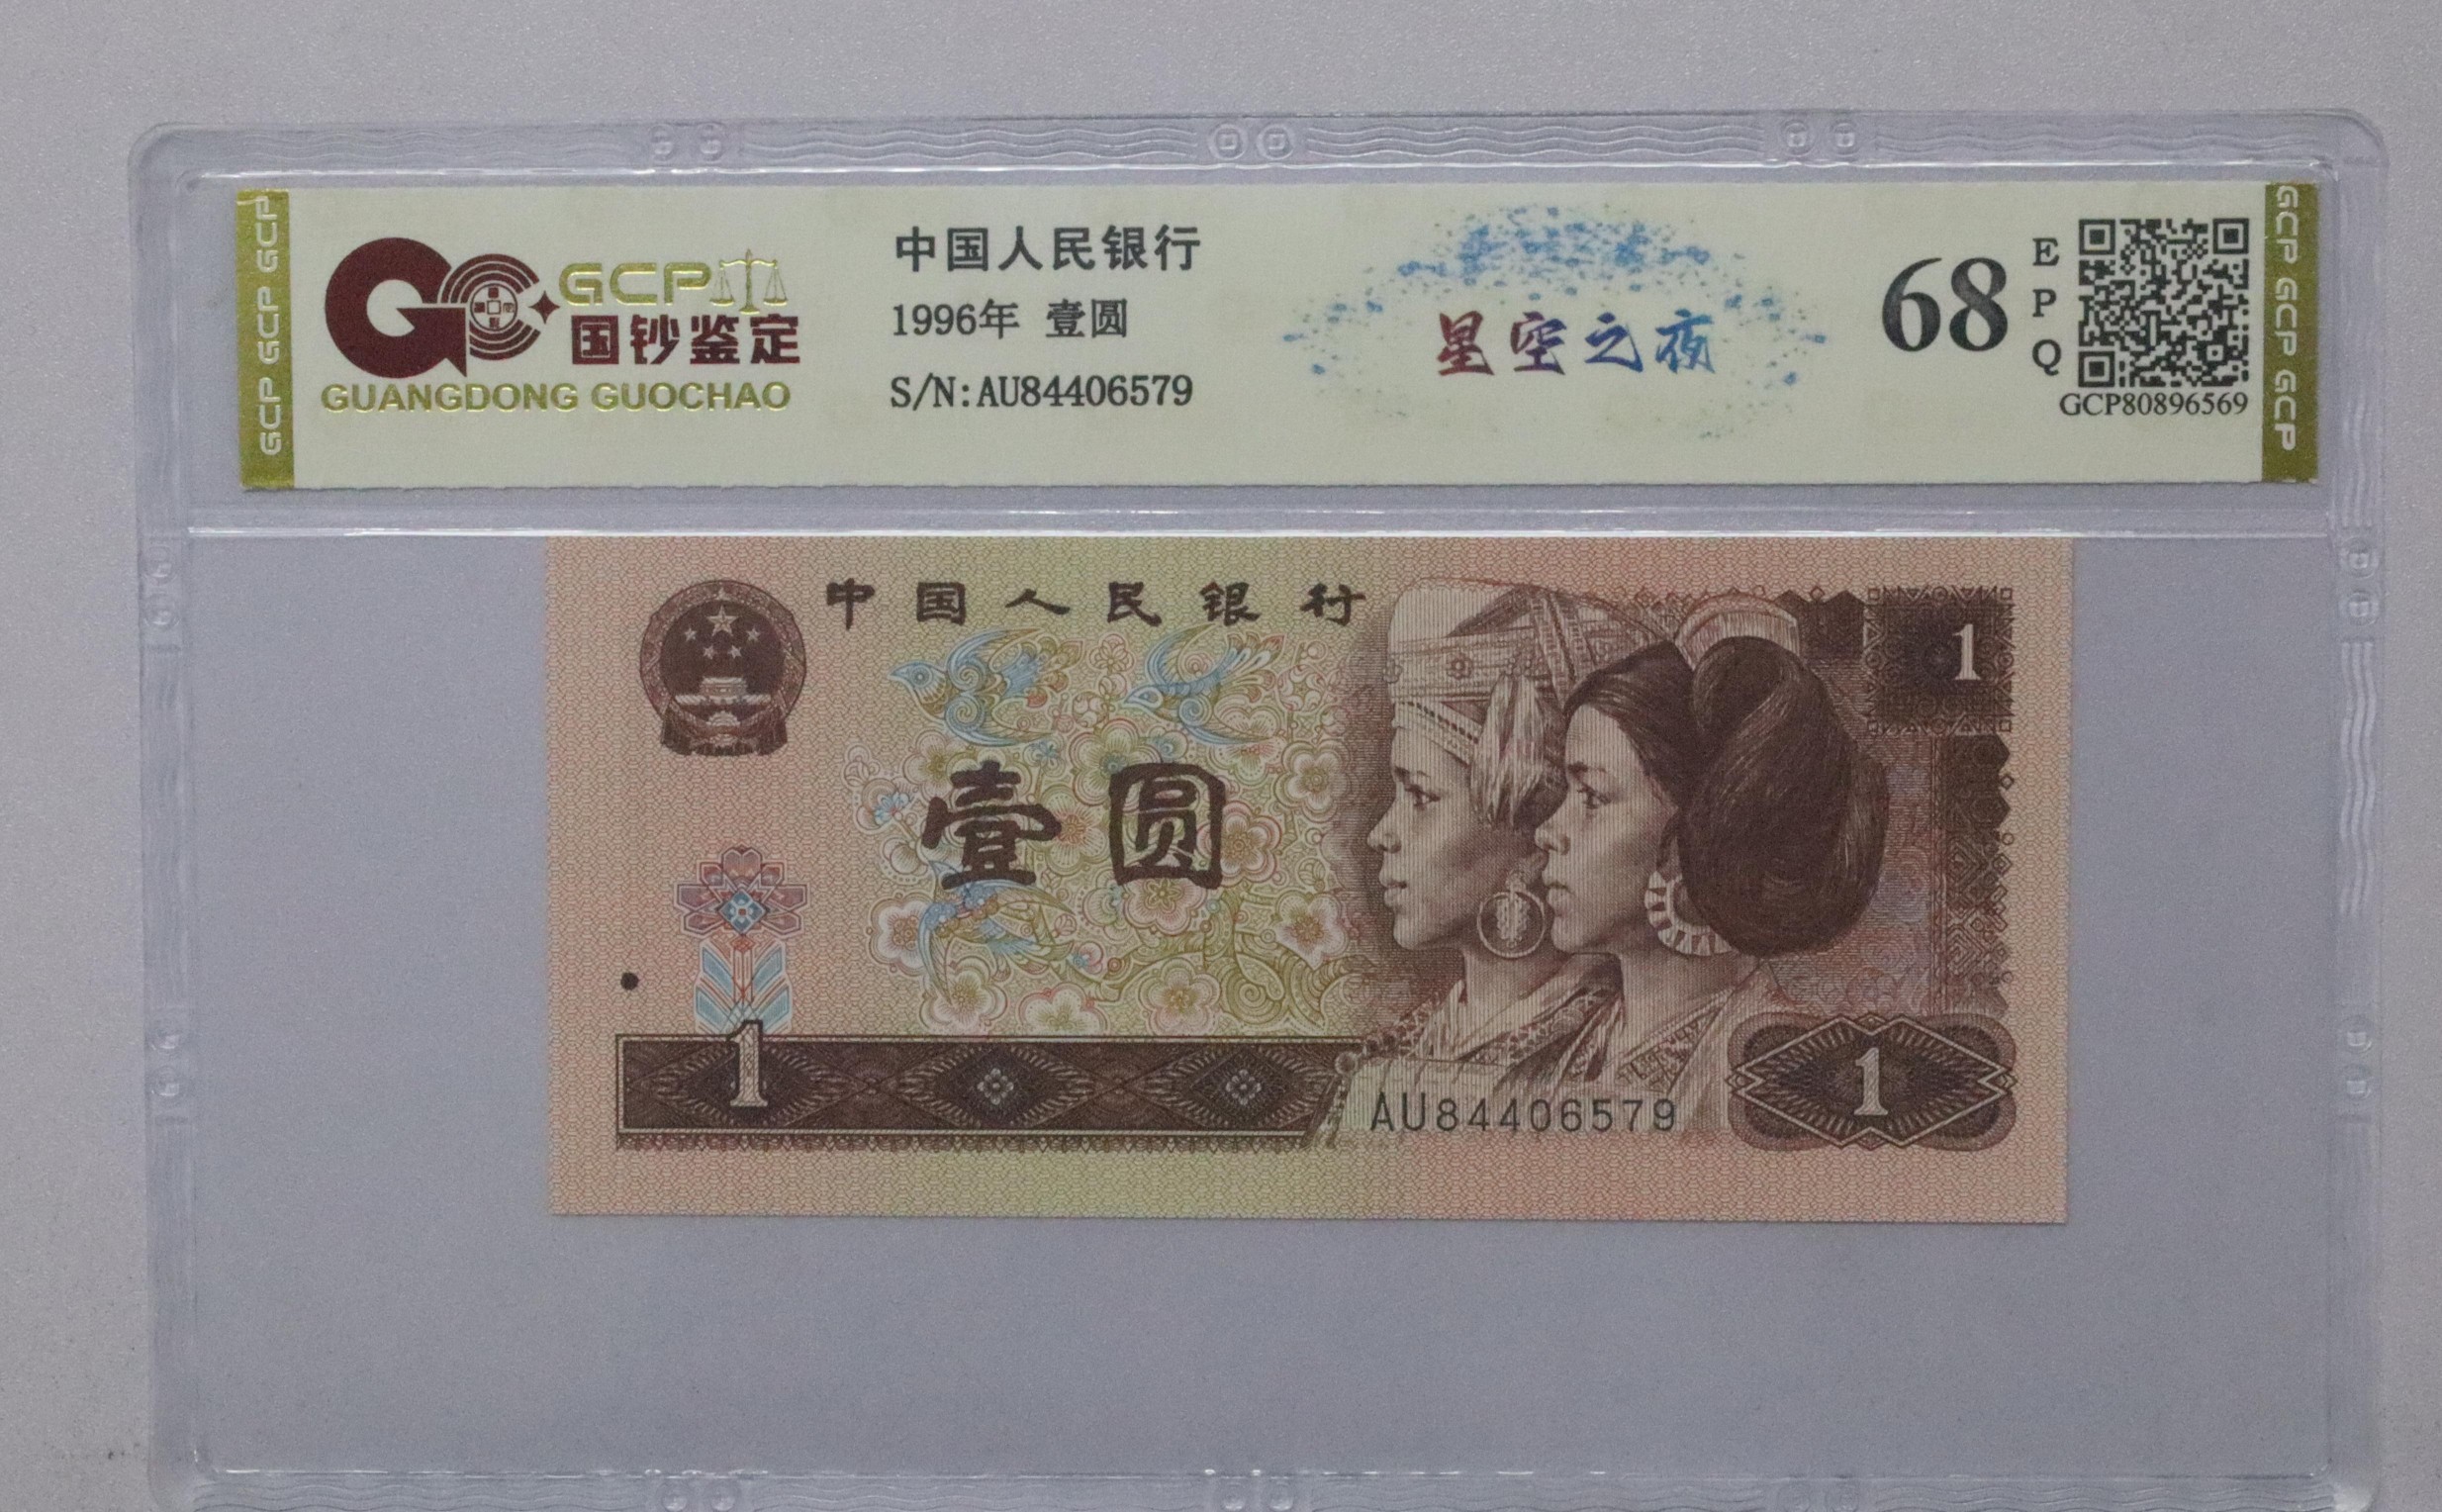 GCP GCP GCP
GCP
国钞鉴定
GUANGDONG GUOCHAO
中国人民银行
1996年 壹圆
S/N:AU84406579
星空之夜
68
EPQ
GCP80896569
GCP GCP GCP
中国人民银行
1
壹圆
1
AU84406579
1